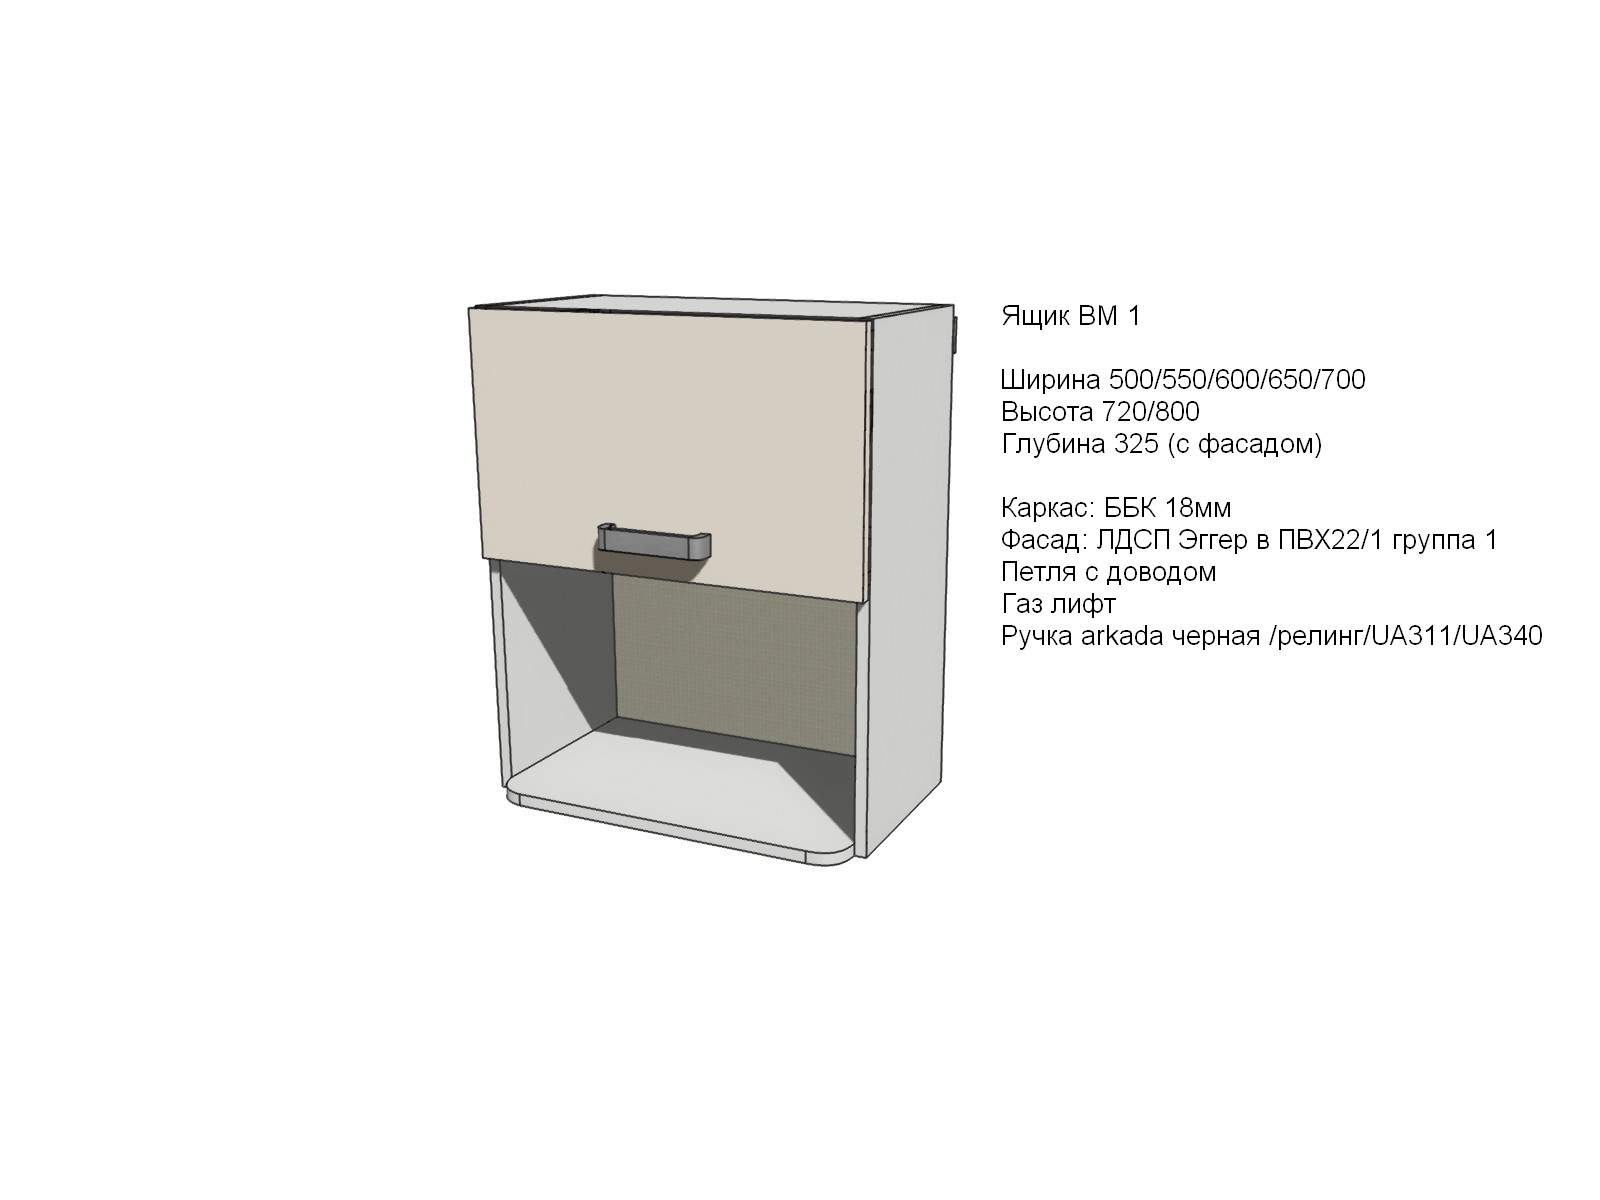 Ящик ВМ 1
Ширина 500/550/600/650/700
Высота 720/800
Глубина 325 (с фасадом)
Каркас: ББК 18мм
Фасад: ЛДСП Эггер в ПВХ22/1 группа 1
Петля с доводом
Газ лифт
Ручка arkada черная /релинг/UA311/UA340